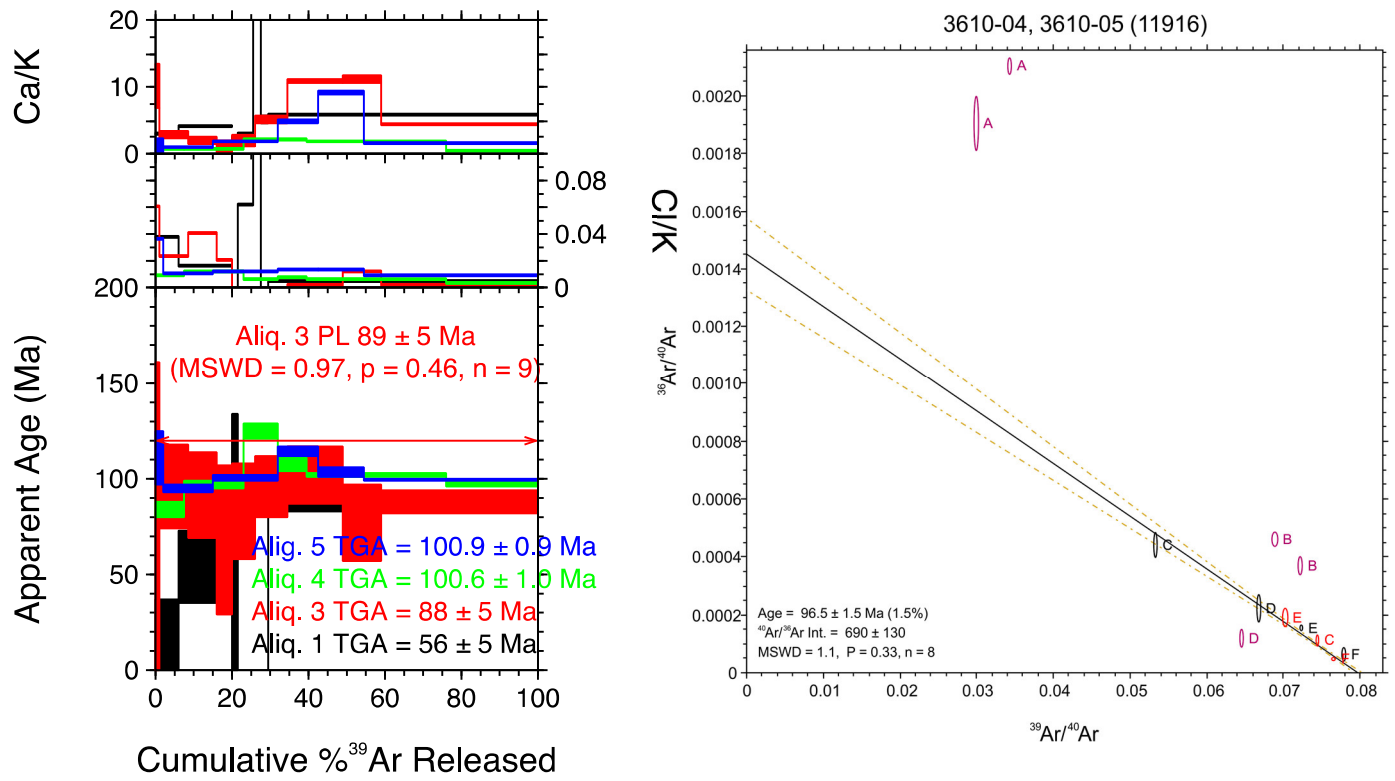 Ca/K
20
10
0
0.08
0.04
0
Cl/K
200
150
100
50
0
Apparent Age (Ma)
Aliq. 3 PL 89 ± 5 Ma
(MSWD = 0.97, p = 0.46, n = 9)
Aliq. 5 TGA = 100.9 ± 0.9 Ma
Aliq. 4 TGA = 100.6 ± 1.0 Ma
Aliq. 3 TGA = 88 ± 5 Ma
Aliq. 1 TGA = 56 ± 5 Ma
0 20 40 60 80 100
Cumulative %³⁹Ar Released
3610-04, 3610-05 (11916)
0.0020
0.0018
0.0016
0.0014
0.0012
0.0010
0.0008
0.0006
0.0004
0.0002
0
³⁶Ar/⁴⁰Ar
A
A
C
B
B
D
E
E
D
C
F
Age = 96.5 ± 1.5 Ma (1.5%)
⁴⁰Ar/³⁶Ar Int. = 690 ± 130
MSWD = 1.1, P = 0.33, n = 8
0 0.01 0.02 0.03 0.04 0.05 0.06 0.07 0.08
³⁹Ar/⁴⁰Ar